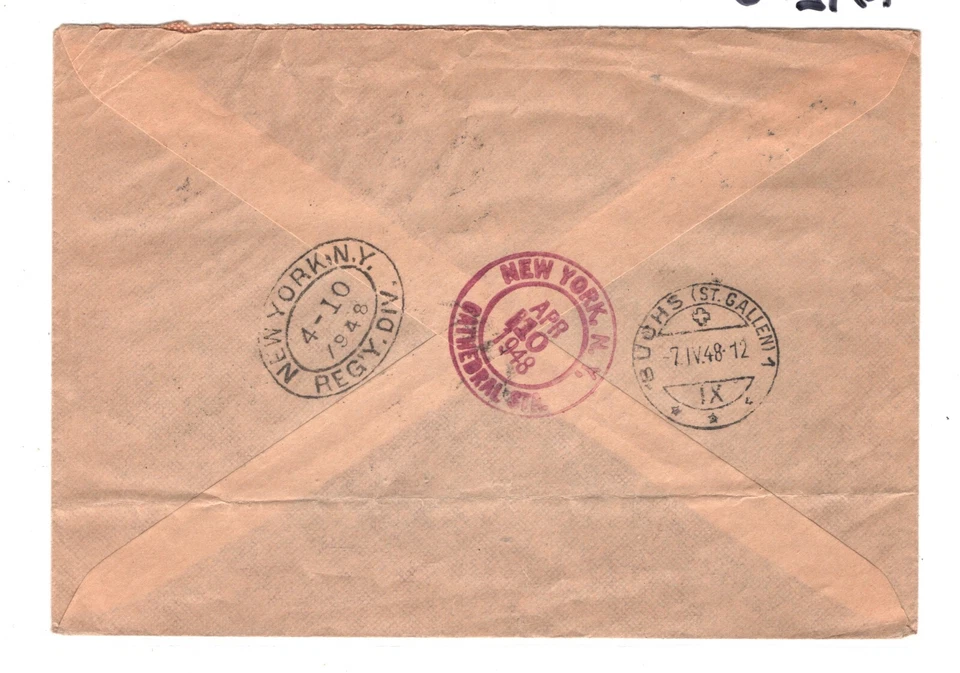 NEW YORK, N.Y.
4-10
1948
REG'Y. DIV.
NEW YORK, N.Y.
APR
10
1948
CATHEDRAL STA.
BUCHS (ST. GALLEN) 1
-7.IV.48-12
IX